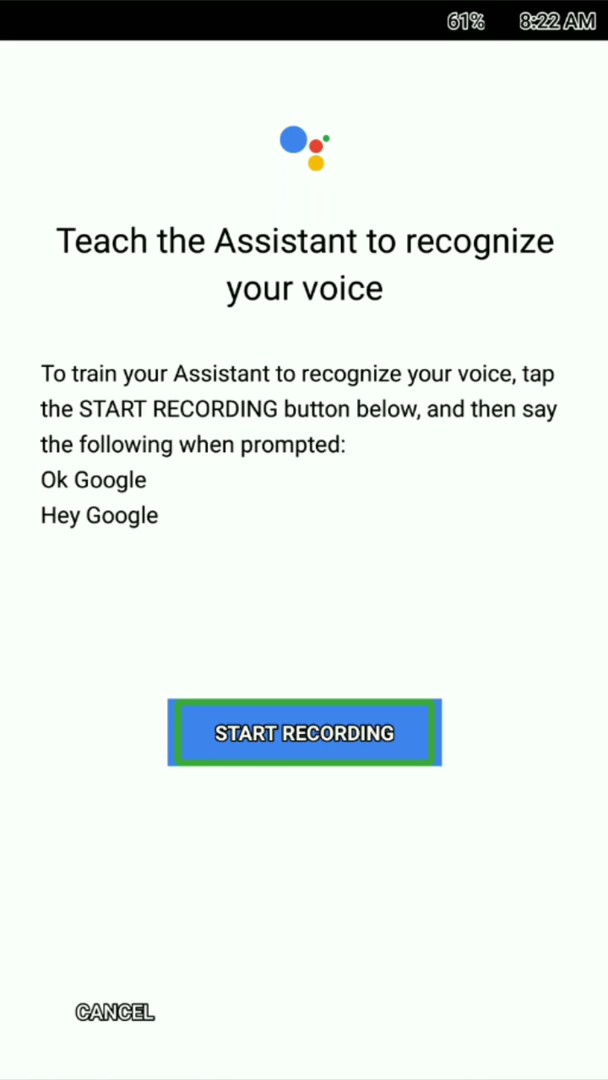 61% 8:22 AM
Teach the Assistant to recognize
your voice
To train your Assistant to recognize your voice, tap
the START RECORDING button below, and then say
the following when prompted:
Ok Google
Hey Google
START RECORDING
CANCEL